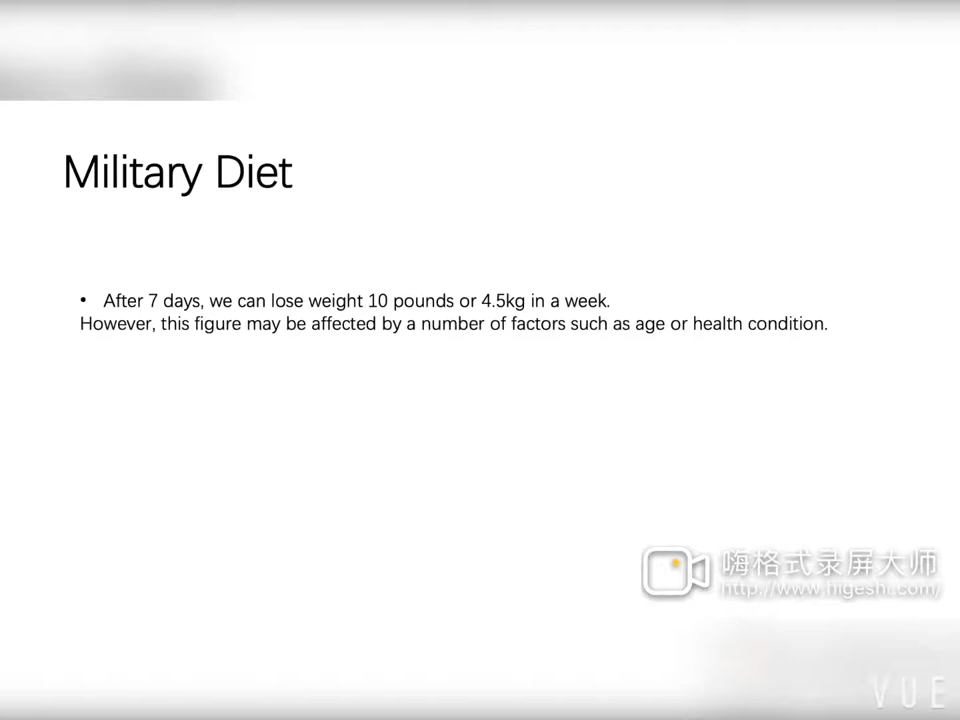 Military Diet
• After 7 days, we can lose weight 10 pounds or 4.5kg in a week.
However, this figure may be affected by a number of factors such as age or health condition.
嗨格式录屏大师
http://www.higeshi.com/
VUE